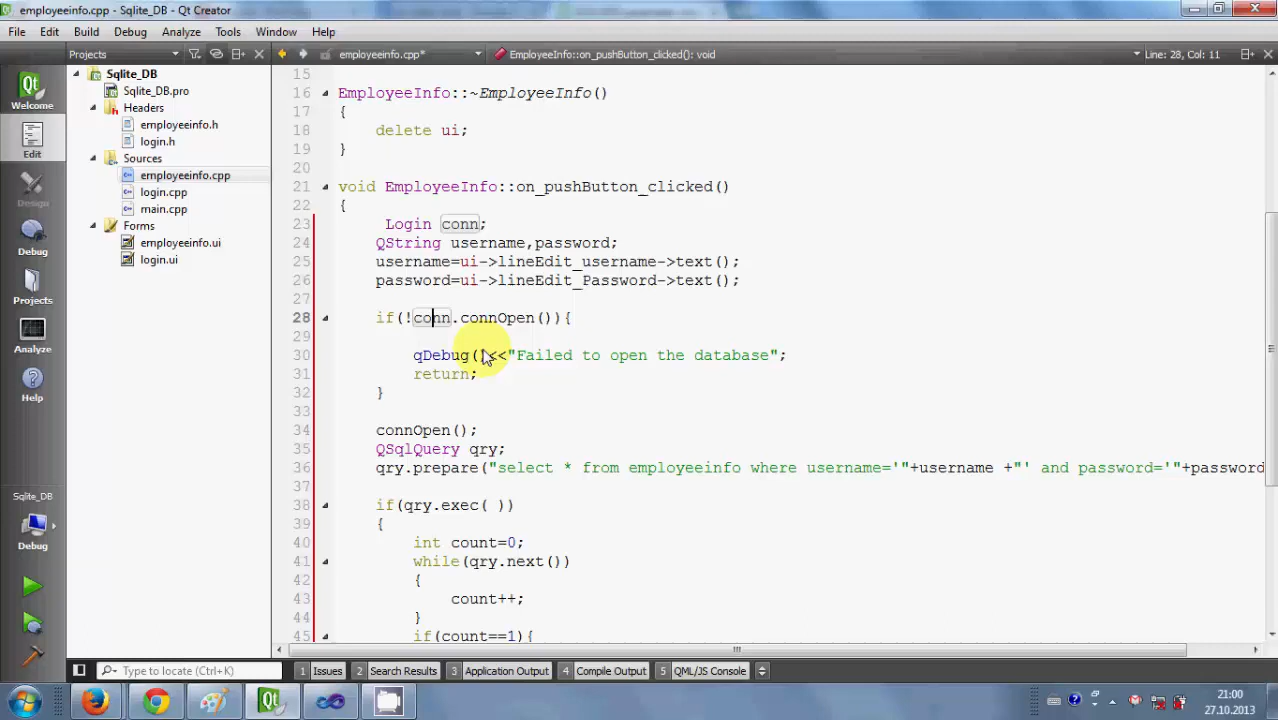 employeeinfo.cpp - Sqlite_DB - Qt Creator
File Edit Build Debug Analyze Tools Window Help
Projects employeeinfo.cpp* EmployeeInfo::on_pushButton_clicked(): void Line: 28, Col: 11
Welcome
Edit
Design
Debug
Projects
Analyze
Help
Sqlite_DB
Debug
Sqlite_DB
Sqlite_DB.pro
Headers
employeeinfo.h
login.h
Sources
employeeinfo.cpp
login.cpp
main.cpp
Forms
employeeinfo.ui
login.ui
15
16 EmployeeInfo::~EmployeeInfo()
17 {
18 delete ui;
19 }
20
21 void EmployeeInfo::on_pushButton_clicked()
22 {
23 Login conn;
24 QString username,password;
25 username=ui->lineEdit_username->text();
26 password=ui->lineEdit_Password->text();
27
28 if(!conn.connOpen()){
29
30 qDebug()<<"Failed to open the database";
31 return;
32 }
33
34 connOpen();
35 QSqlQuery qry;
36 qry.prepare("select * from employeeinfo where username='"+username +"' and password='"+password
37
38 if(qry.exec( ))
39 {
40 int count=0;
41 while(qry.next())
42 {
43 count++;
44 }
45 if(count==1){
Type to locate (Ctrl+K) 1 Issues 2 Search Results 3 Application Output 4 Compile Output 5 QML/JS Console
21:00
27.10.2013